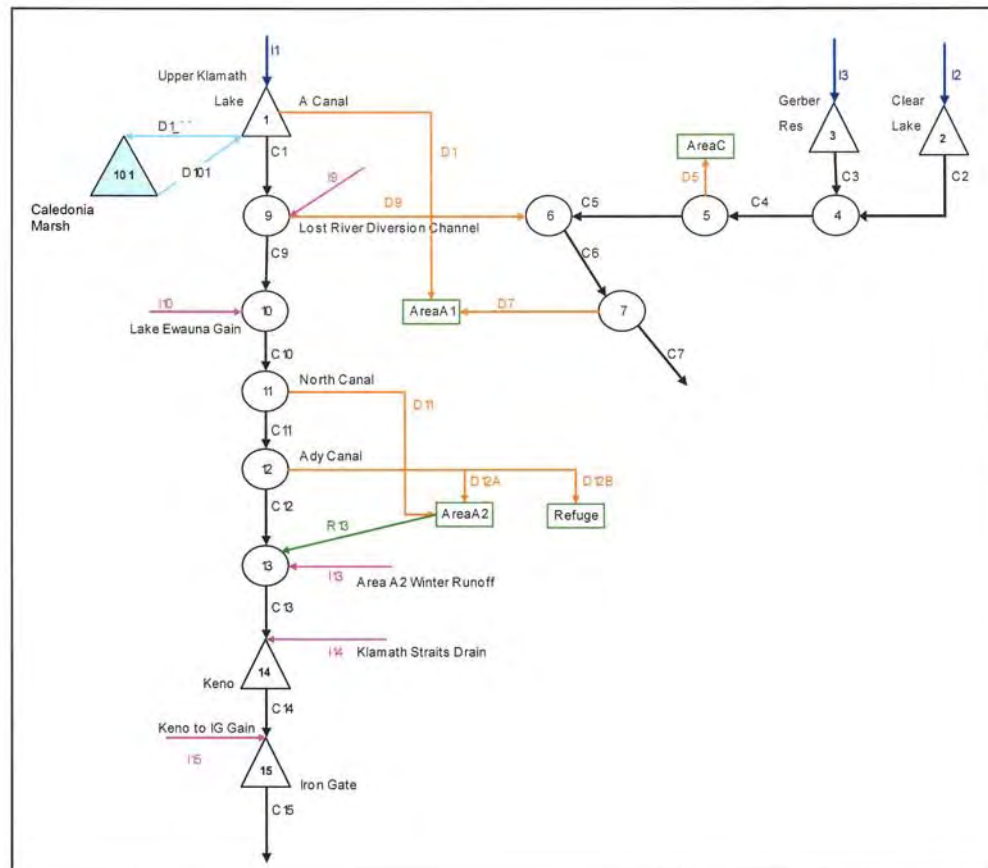 I1
I3
I2
Upper Klamath
Lake
A Canal
Gerber
Res
Clear
Lake
1
3
2
AreaC
D1_
D1
D101
101
C1
I9
D5
C3
C2
Caledonia
Marsh
9
D9
6
C5
5
C4
4
Lost River Diversion Channel
C9
C6
I10
10
AreaA1
D7
7
Lake Ewauna Gain
C10
C7
North Canal
11
D11
C11
Ady Canal
12
D12A
D12B
C12
AreaA2
Refuge
R13
13
I13
Area A2 Winter Runoff
C13
I14
Klamath Straits Drain
14
Keno
C14
Keno to IG Gain
I15
15
Iron Gate
C15